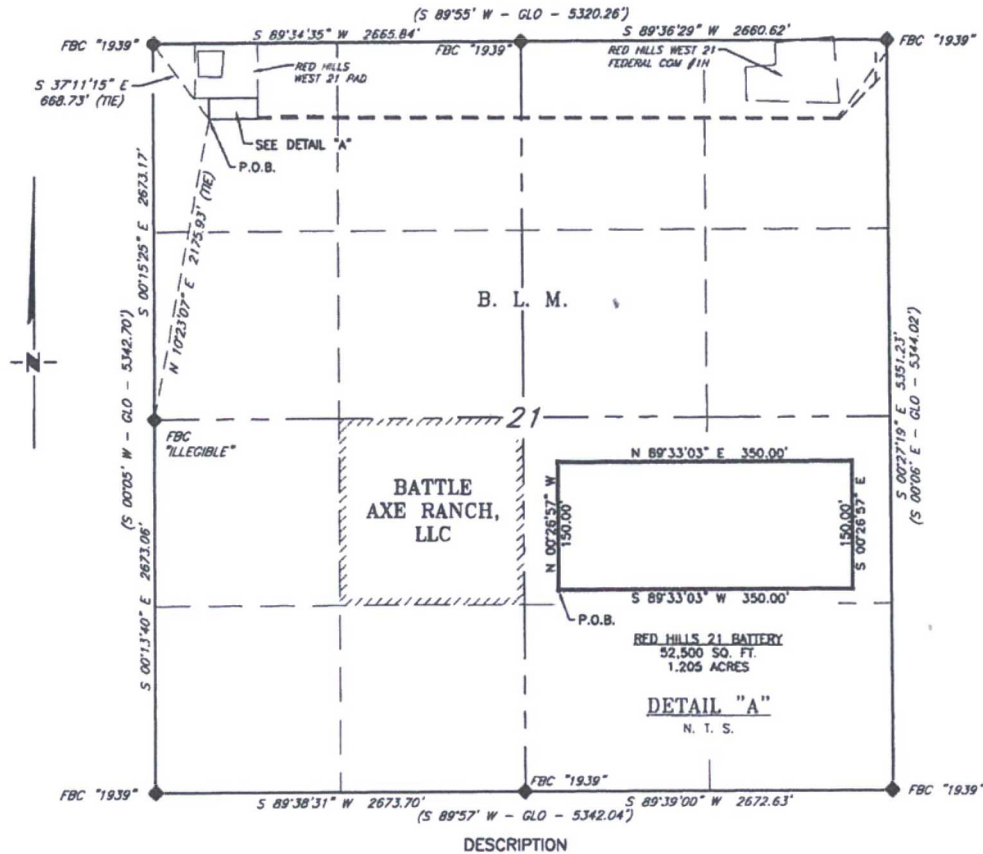 (S 89°55' W - GLO - 5320.26')
S 89°34'35" W 2665.84'
S 89°36'29" W 2660.62'
FBC "1939"
FBC "1939"
FBC "1939"
RED HILLS
WEST 21 PAD
RED HILLS WEST 21
FEDERAL COM #1H
S 37°11'15" E
668.73' (TIE)
SEE DETAIL "A"
P.O.B.
S 00°15'25" E 2673.17'
N 10°23'07" E 2175.93' (TIE)
(S 00°05' W - GLO - 5342.70')
B. L. M.
N
21
FBC
"ILLEGIBLE"
S 00°27'19" E 5351.23'
(S 00°06' E - GLO - 5344.02')
BATTLE
AXE RANCH,
LLC
N 89°33'03" E 350.00'
N 00°26'57" W
150.00'
150.00'
S 00°26'57" E
S 89°33'03" W 350.00'
P.O.B.
RED HILLS 21 BATTERY
52,500 SQ. FT.
1.205 ACRES
DETAIL "A"
N. T. S.
S 00°13'40" E 2673.06'
FBC "1939"
FBC "1939"
FBC "1939"
S 89°38'31" W 2673.70'
S 89°39'00" W 2672.63'
(S 89°57' W - GLO - 5342.04')
DESCRIPTION